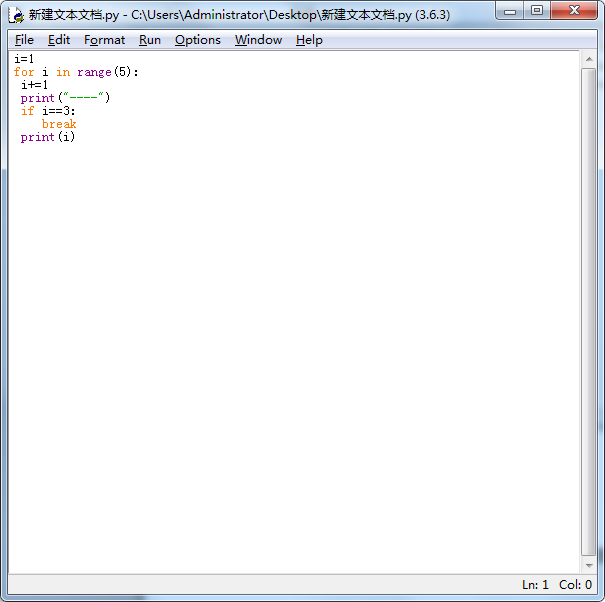 新建文本文档.py - C:\Users\Administrator\Desktop\新建文本文档.py (3.6.3)
File Edit Format Run Options Window Help
i=1
for i in range(5):
 i+=1
 print("----")
 if i==3:
    break
 print(i)
Ln: 1 Col: 0